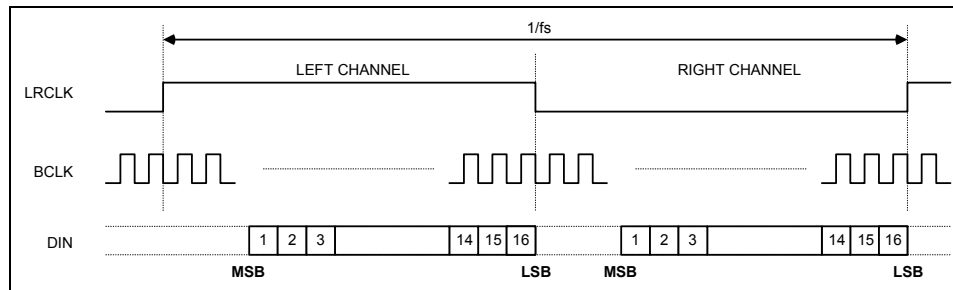 1/fs
LEFT CHANNEL RIGHT CHANNEL
LRCLK
BCLK
DIN 1 2 3 14 15 16 1 2 3 14 15 16
MSB LSB MSB LSB